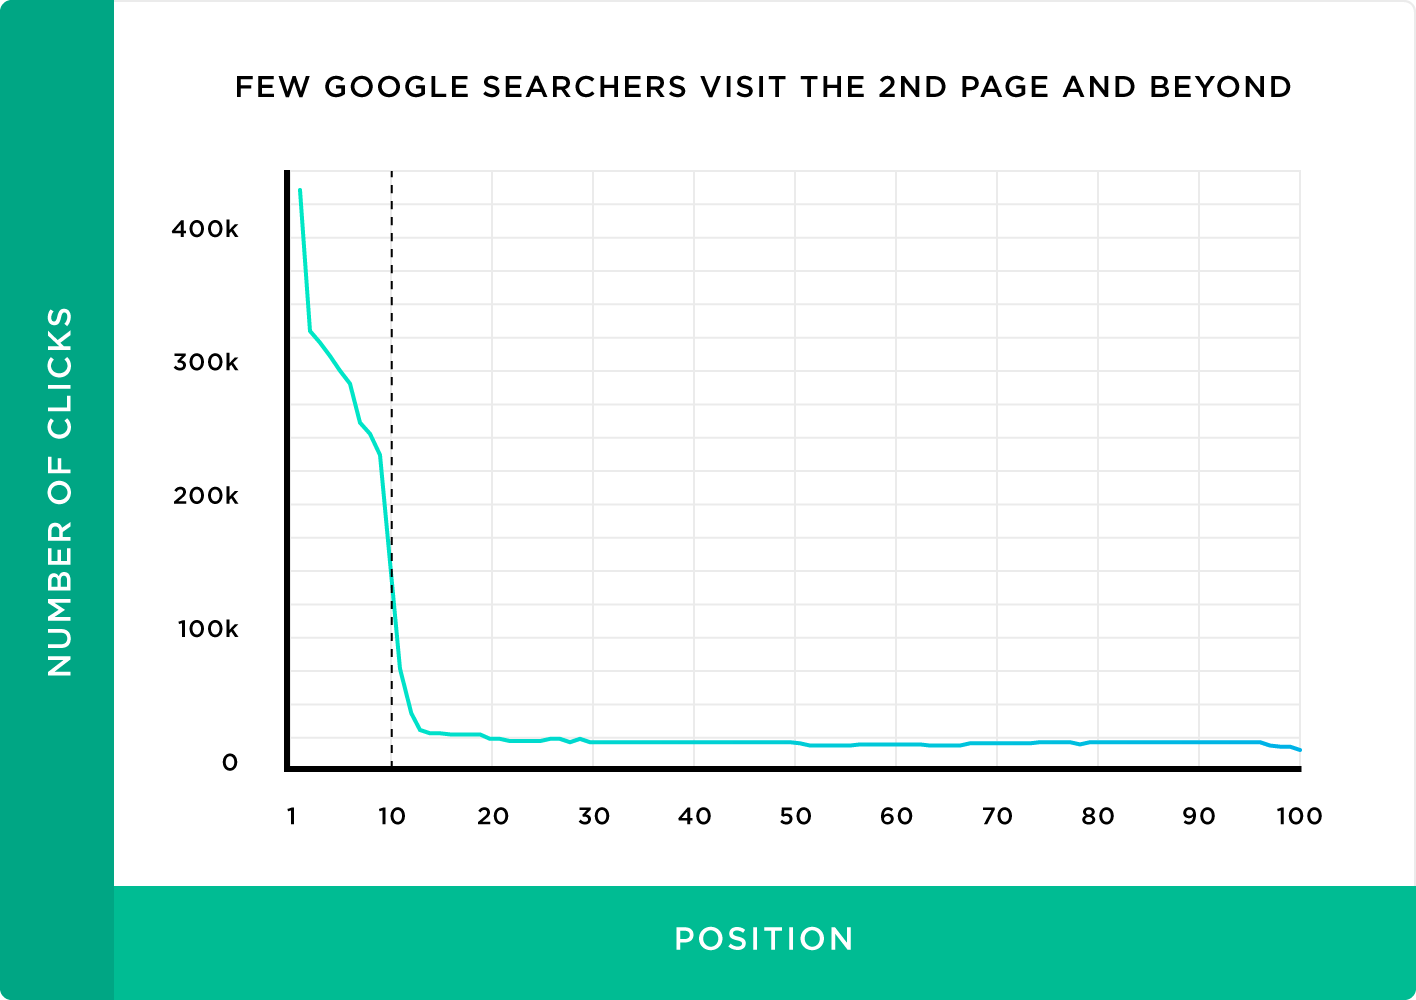 FEW GOOGLE SEARCHERS VISIT THE 2ND PAGE AND BEYOND
NUMBER OF CLICKS
400k
300k
200k
100k
0
1 10 20 30 40 50 60 70 80 90 100
POSITION